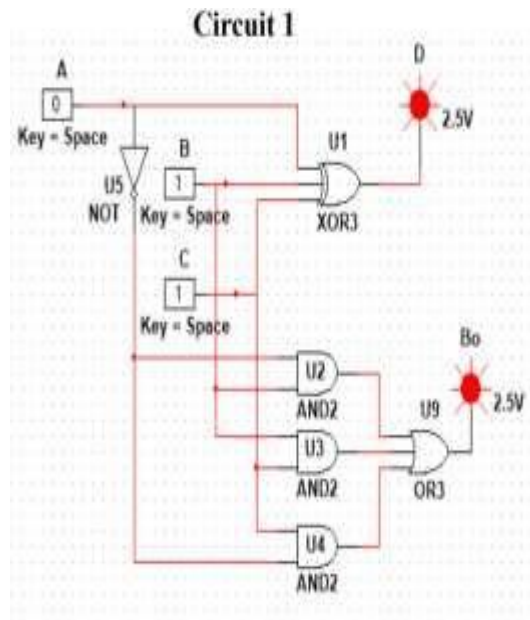 Circuit 1
D
A
0
2.5V
Key = Space
U1
B
U5
1
NOT
Key = Space
XOR3
C
1
Key = Space
Bo
U2
2.5V
AND2
U9
U3
AND2
OR3
U4
AND2